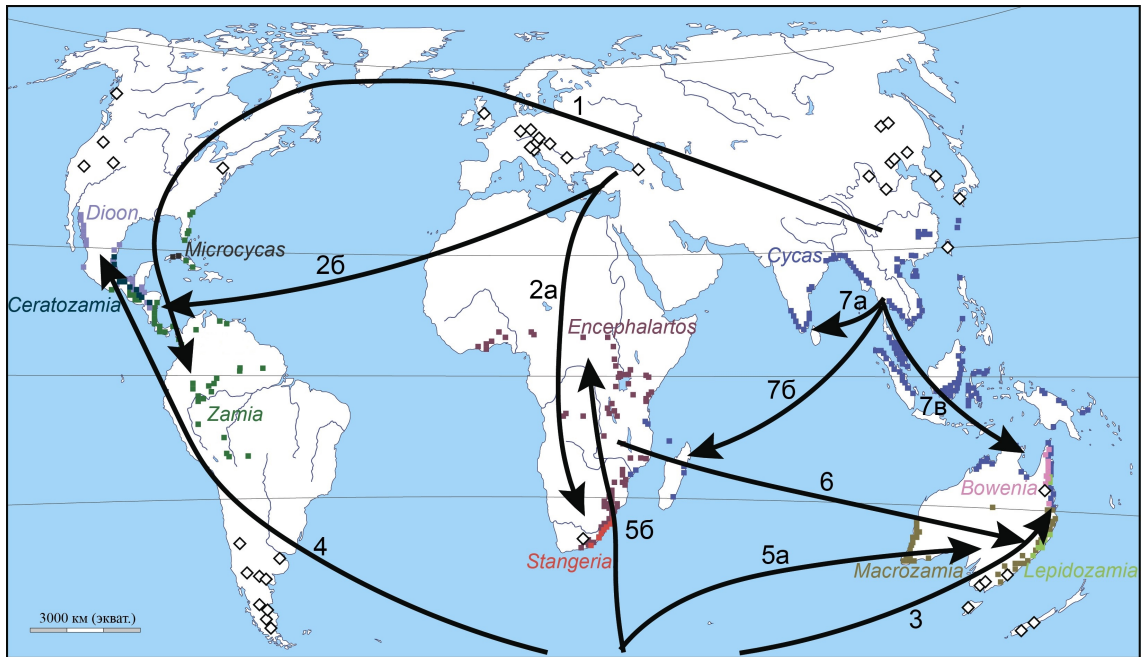 1
Dioon
Microcycas
2б
Cycas
Ceratozamia
2а
7а
Encephalartos
7б
7в
Zamia
6
Bowenia
4
5б
5а
Stangeria
Macrozamia
Lepidozamia
3000 км (экват.)
3